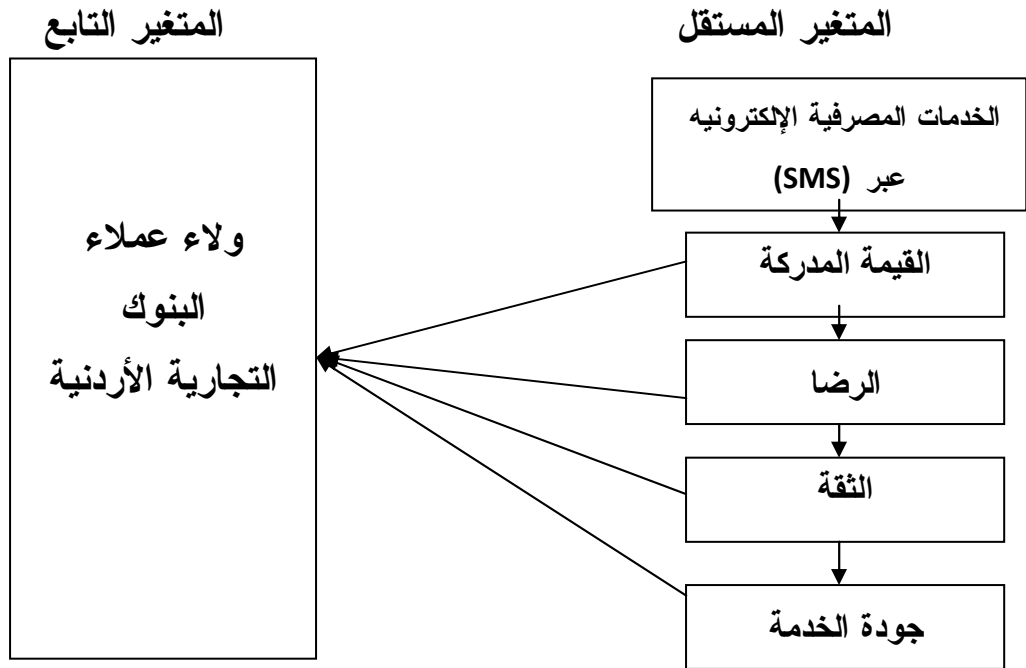 المتغير المستقل
المتغير التابع
الخدمات المصرفية الإلكترونيه
عبر (SMS)
القيمة المدركة
الرضا
الثقة
جودة الخدمة
ولاء عملاء
البنوك
التجارية الأردنية